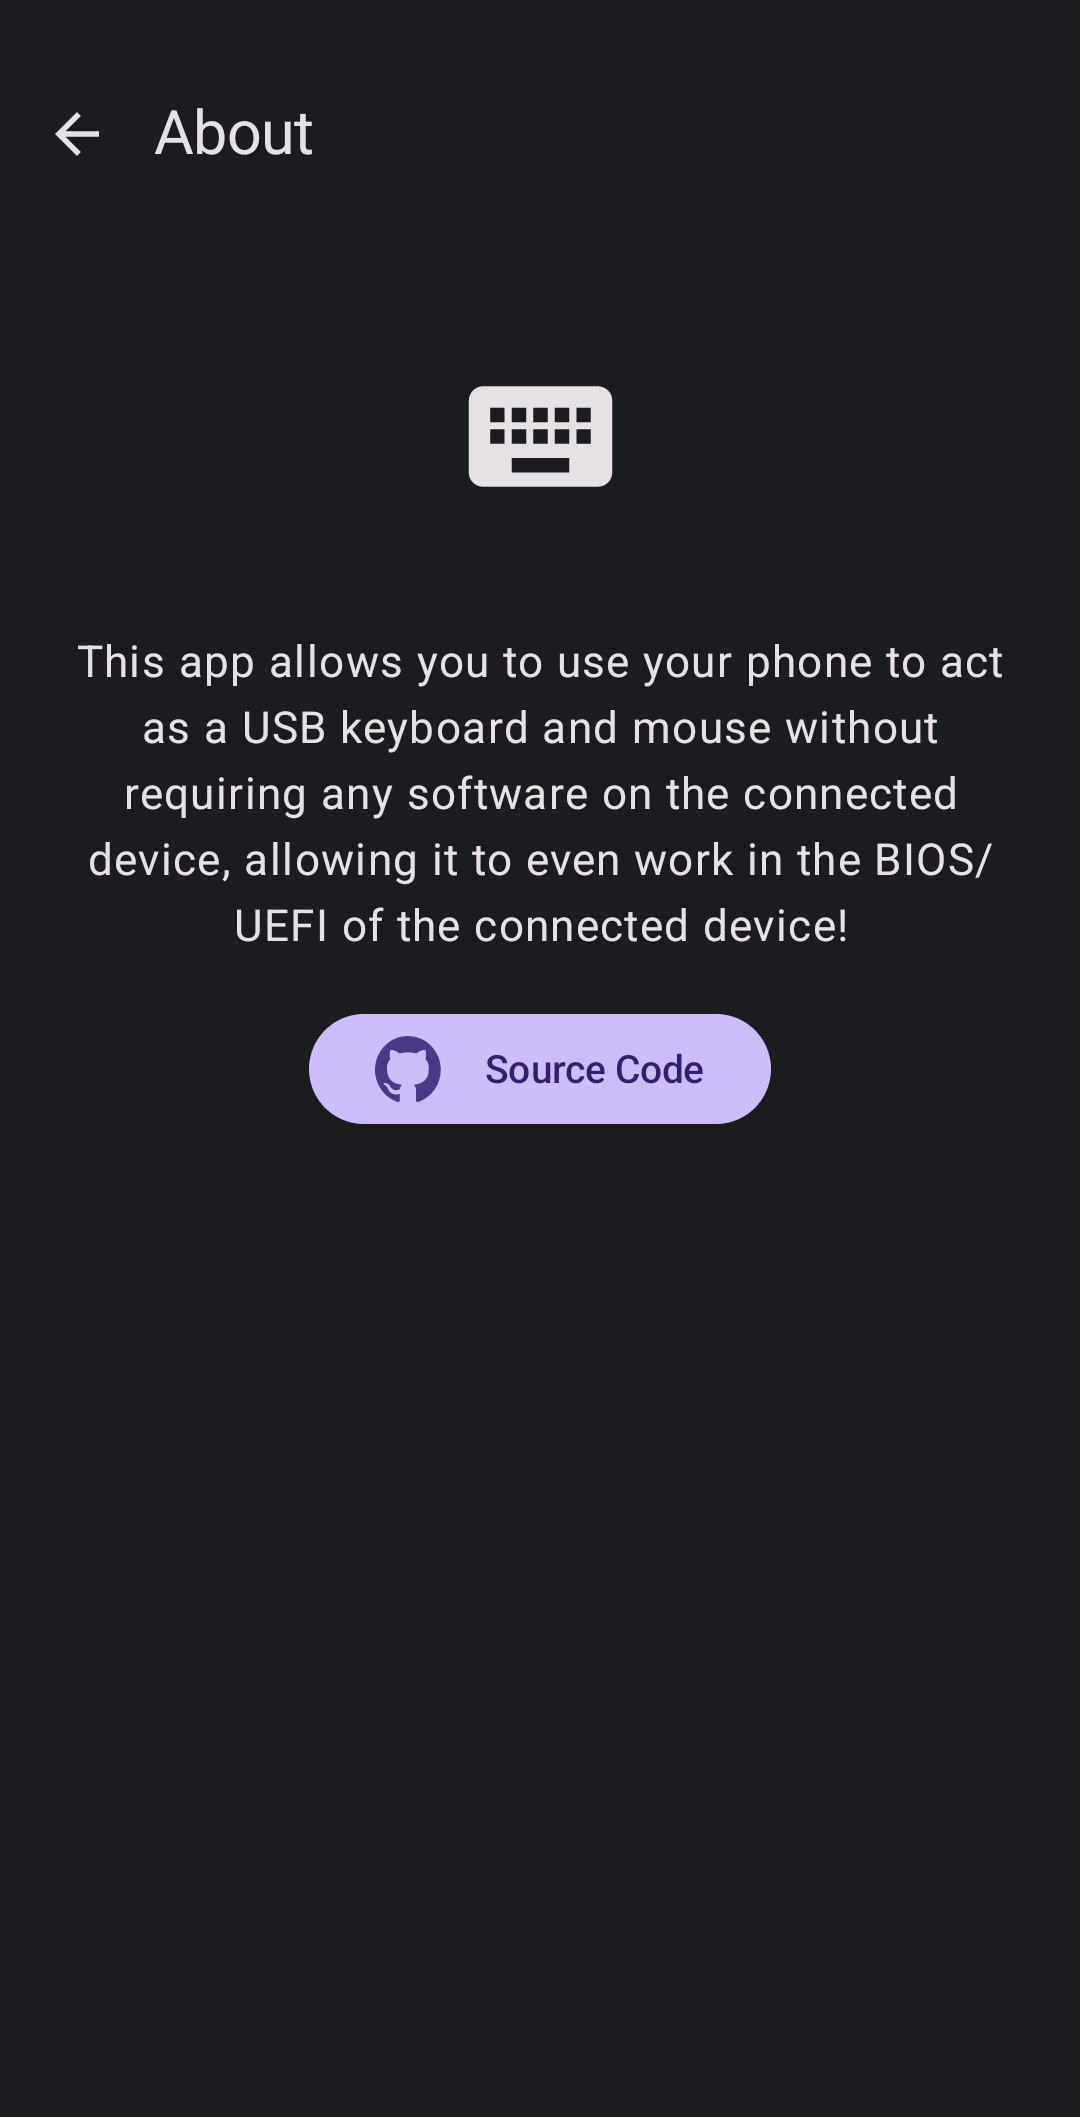 About
This app allows you to use your phone to act
as a USB keyboard and mouse without
requiring any software on the connected
device, allowing it to even work in the BIOS/
UEFI of the connected device!
Source Code